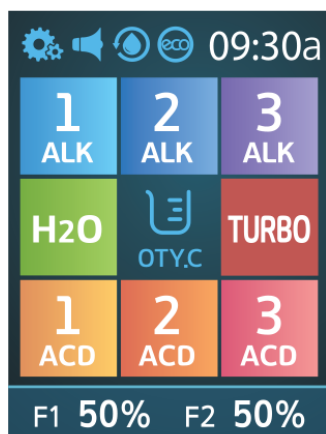 eco 09:30a
1 2 3
ALK ALK ALK
H2O OTY.C TURBO
1 2 3
ACD ACD ACD
F1 50% F2 50%